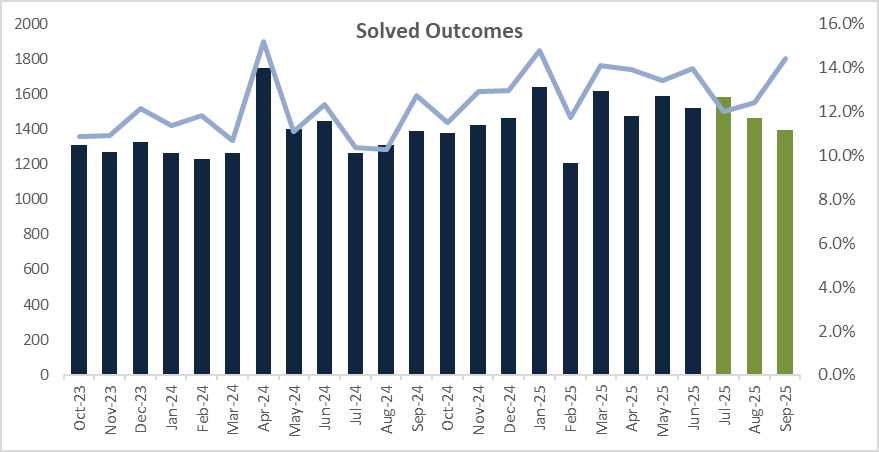 Solved Outcomes
2000
1800
1600
1400
1200
1000
800
600
400
200
0
16.0%
14.0%
12.0%
10.0%
8.0%
6.0%
4.0%
2.0%
0.0%
Oct-23
Nov-23
Dec-23
Jan-24
Feb-24
Mar-24
Apr-24
May-24
Jun-24
Jul-24
Aug-24
Sep-24
Oct-24
Nov-24
Dec-24
Jan-25
Feb-25
Mar-25
Apr-25
May-25
Jun-25
Jul-25
Aug-25
Sep-25